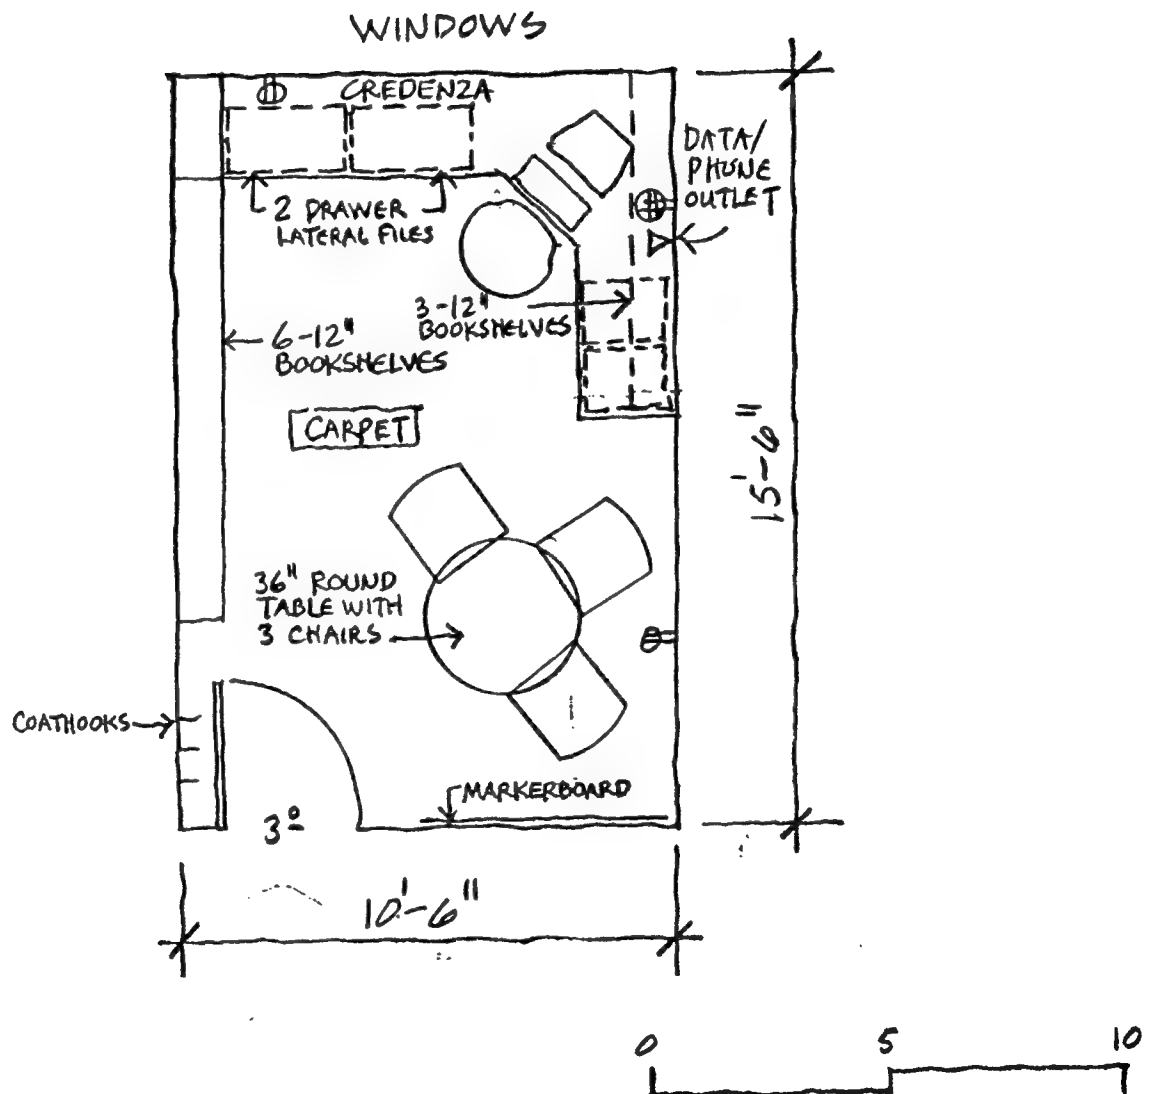 WINDOWS
CREDENZA
DATA/
PHONE
OUTLET
2 DRAWER
LATERAL FILES
3-12"
BOOKSHELVES
6-12"
BOOKSHELVES
CARPET
15'-6"
36" ROUND
TABLE WITH
3 CHAIRS
COATHOOKS
MARKERBOARD
3º
10'-6"
0 5 10